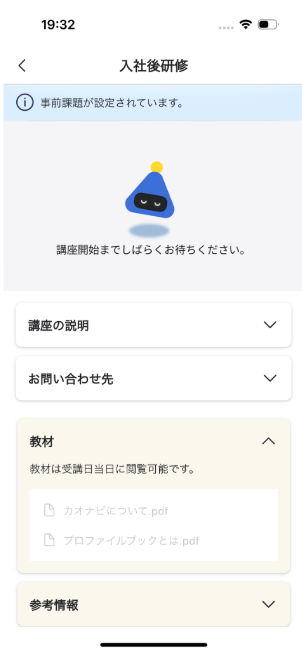 19:32
入社後研修
事前課題が設定されています。
講座開始までしばらくお待ちください。
講座の説明
お問い合わせ先
教材
教材は受講日当日に閲覧可能です。
カオナビについて.pdf
プロファイルブックとは.pdf
参考情報